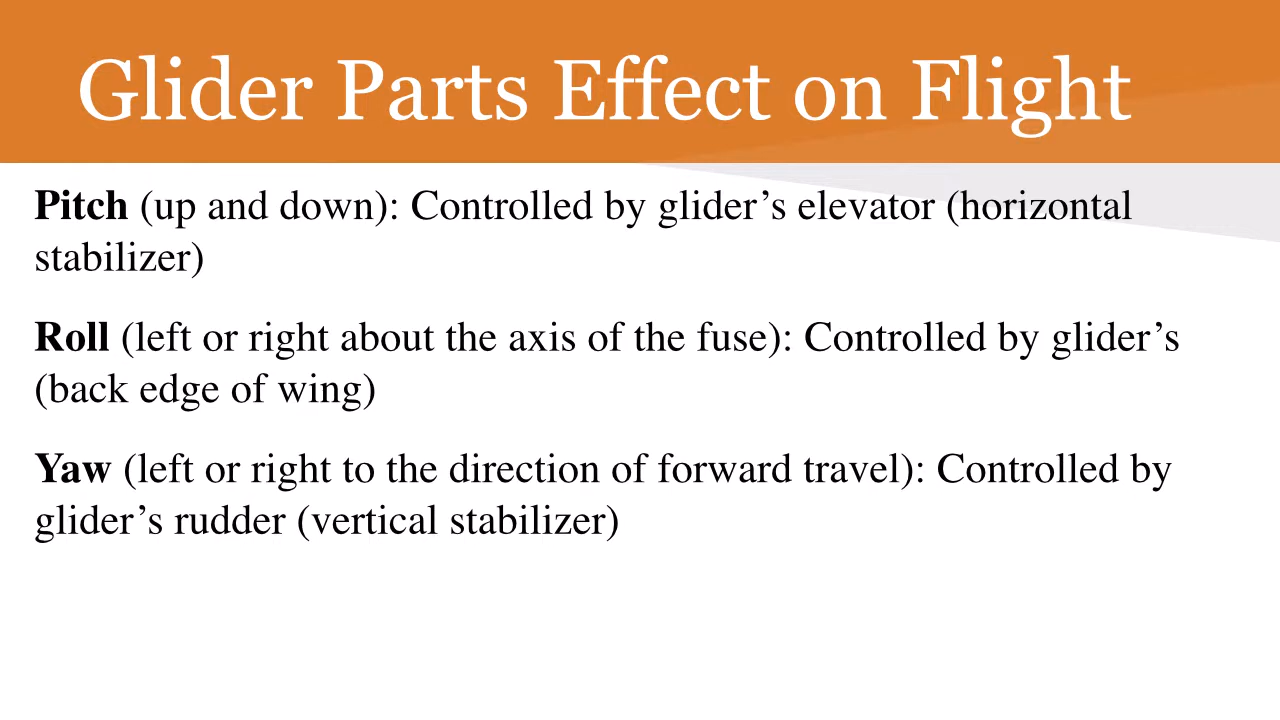 Glider Parts Effect on Flight
Pitch (up and down): Controlled by glider’s elevator (horizontal
stabilizer)
Roll (left or right about the axis of the fuse): Controlled by glider’s
(back edge of wing)
Yaw (left or right to the direction of forward travel): Controlled by
glider’s rudder (vertical stabilizer)